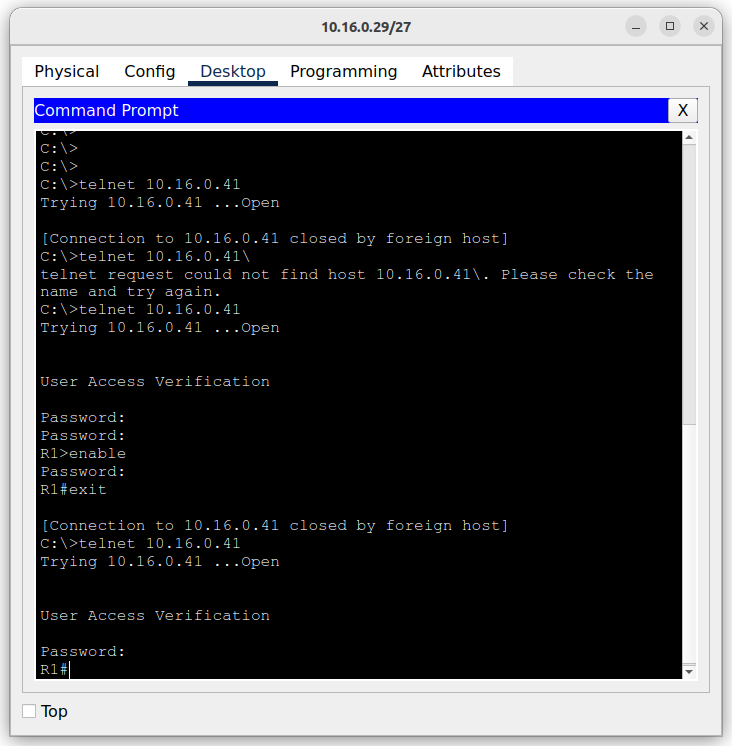 10.16.0.29/27
Physical Config Desktop Programming Attributes
Command Prompt X
C:\>
C:\>
C:\>
C:\>telnet 10.16.0.41
Trying 10.16.0.41 ...Open
[Connection to 10.16.0.41 closed by foreign host]
C:\>telnet 10.16.0.41\
telnet request could not find host 10.16.0.41\. Please check the
name and try again.
C:\>telnet 10.16.0.41
Trying 10.16.0.41 ...Open
User Access Verification
Password:
Password:
R1>enable
Password:
R1#exit
[Connection to 10.16.0.41 closed by foreign host]
C:\>telnet 10.16.0.41
Trying 10.16.0.41 ...Open
User Access Verification
Password:
R1#
Top